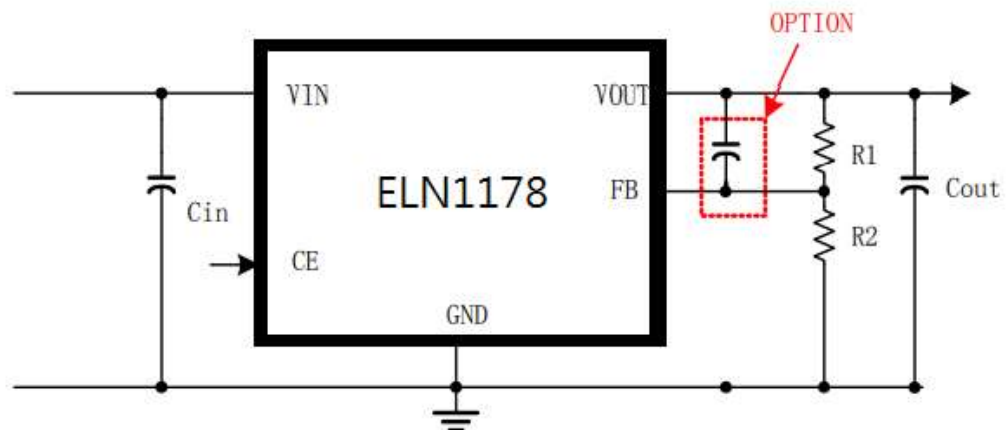 OPTION
VIN
VOUT
ELN1178
R1
FB
Cin
Cout
R2
CE
GND